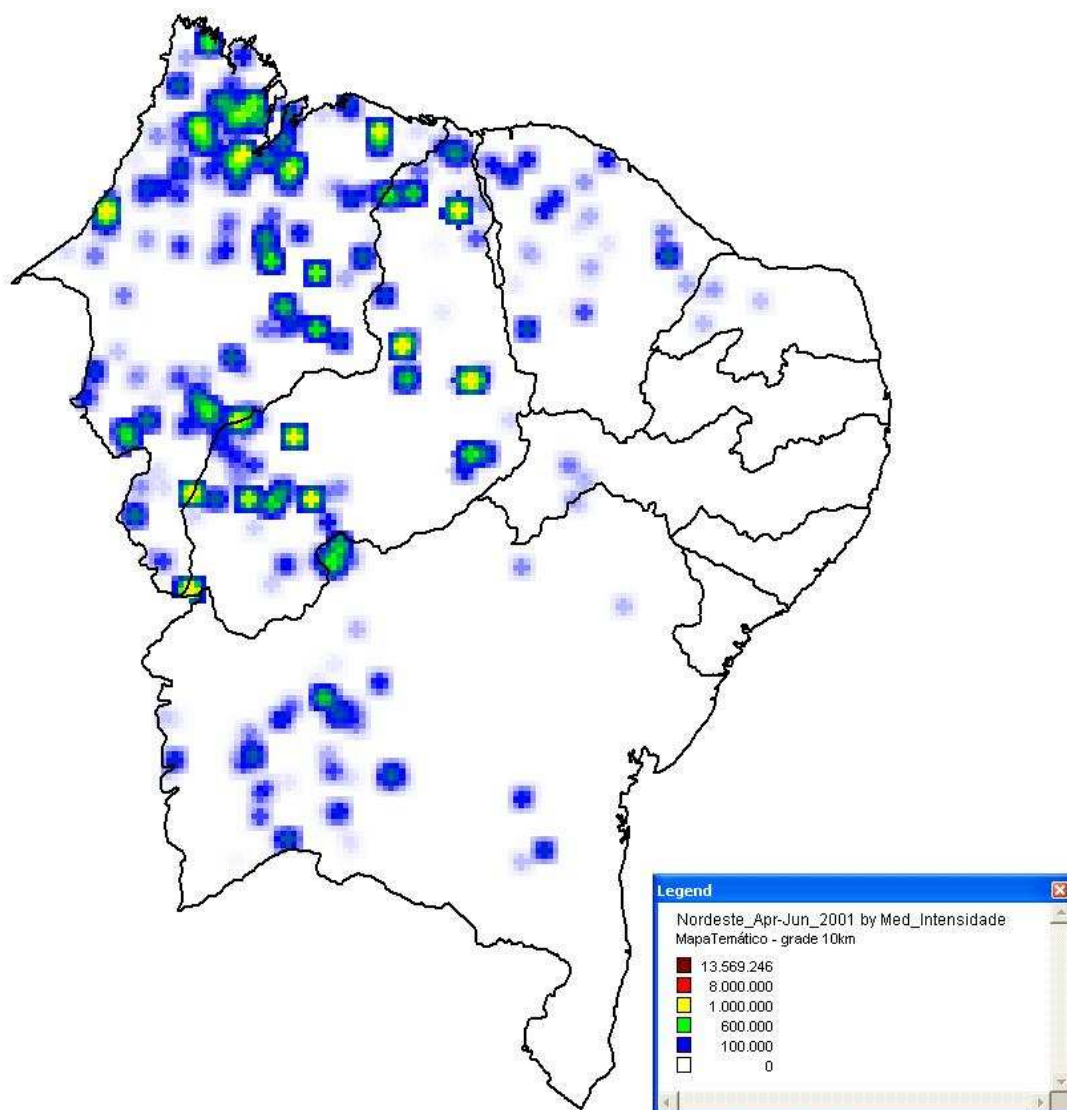 Legend
Nordeste_Apr-Jun_2001 by Med_Intensidade
MapaTemático - grade 10km
13.569.246
8.000.000
1.000.000
600.000
100.000
0